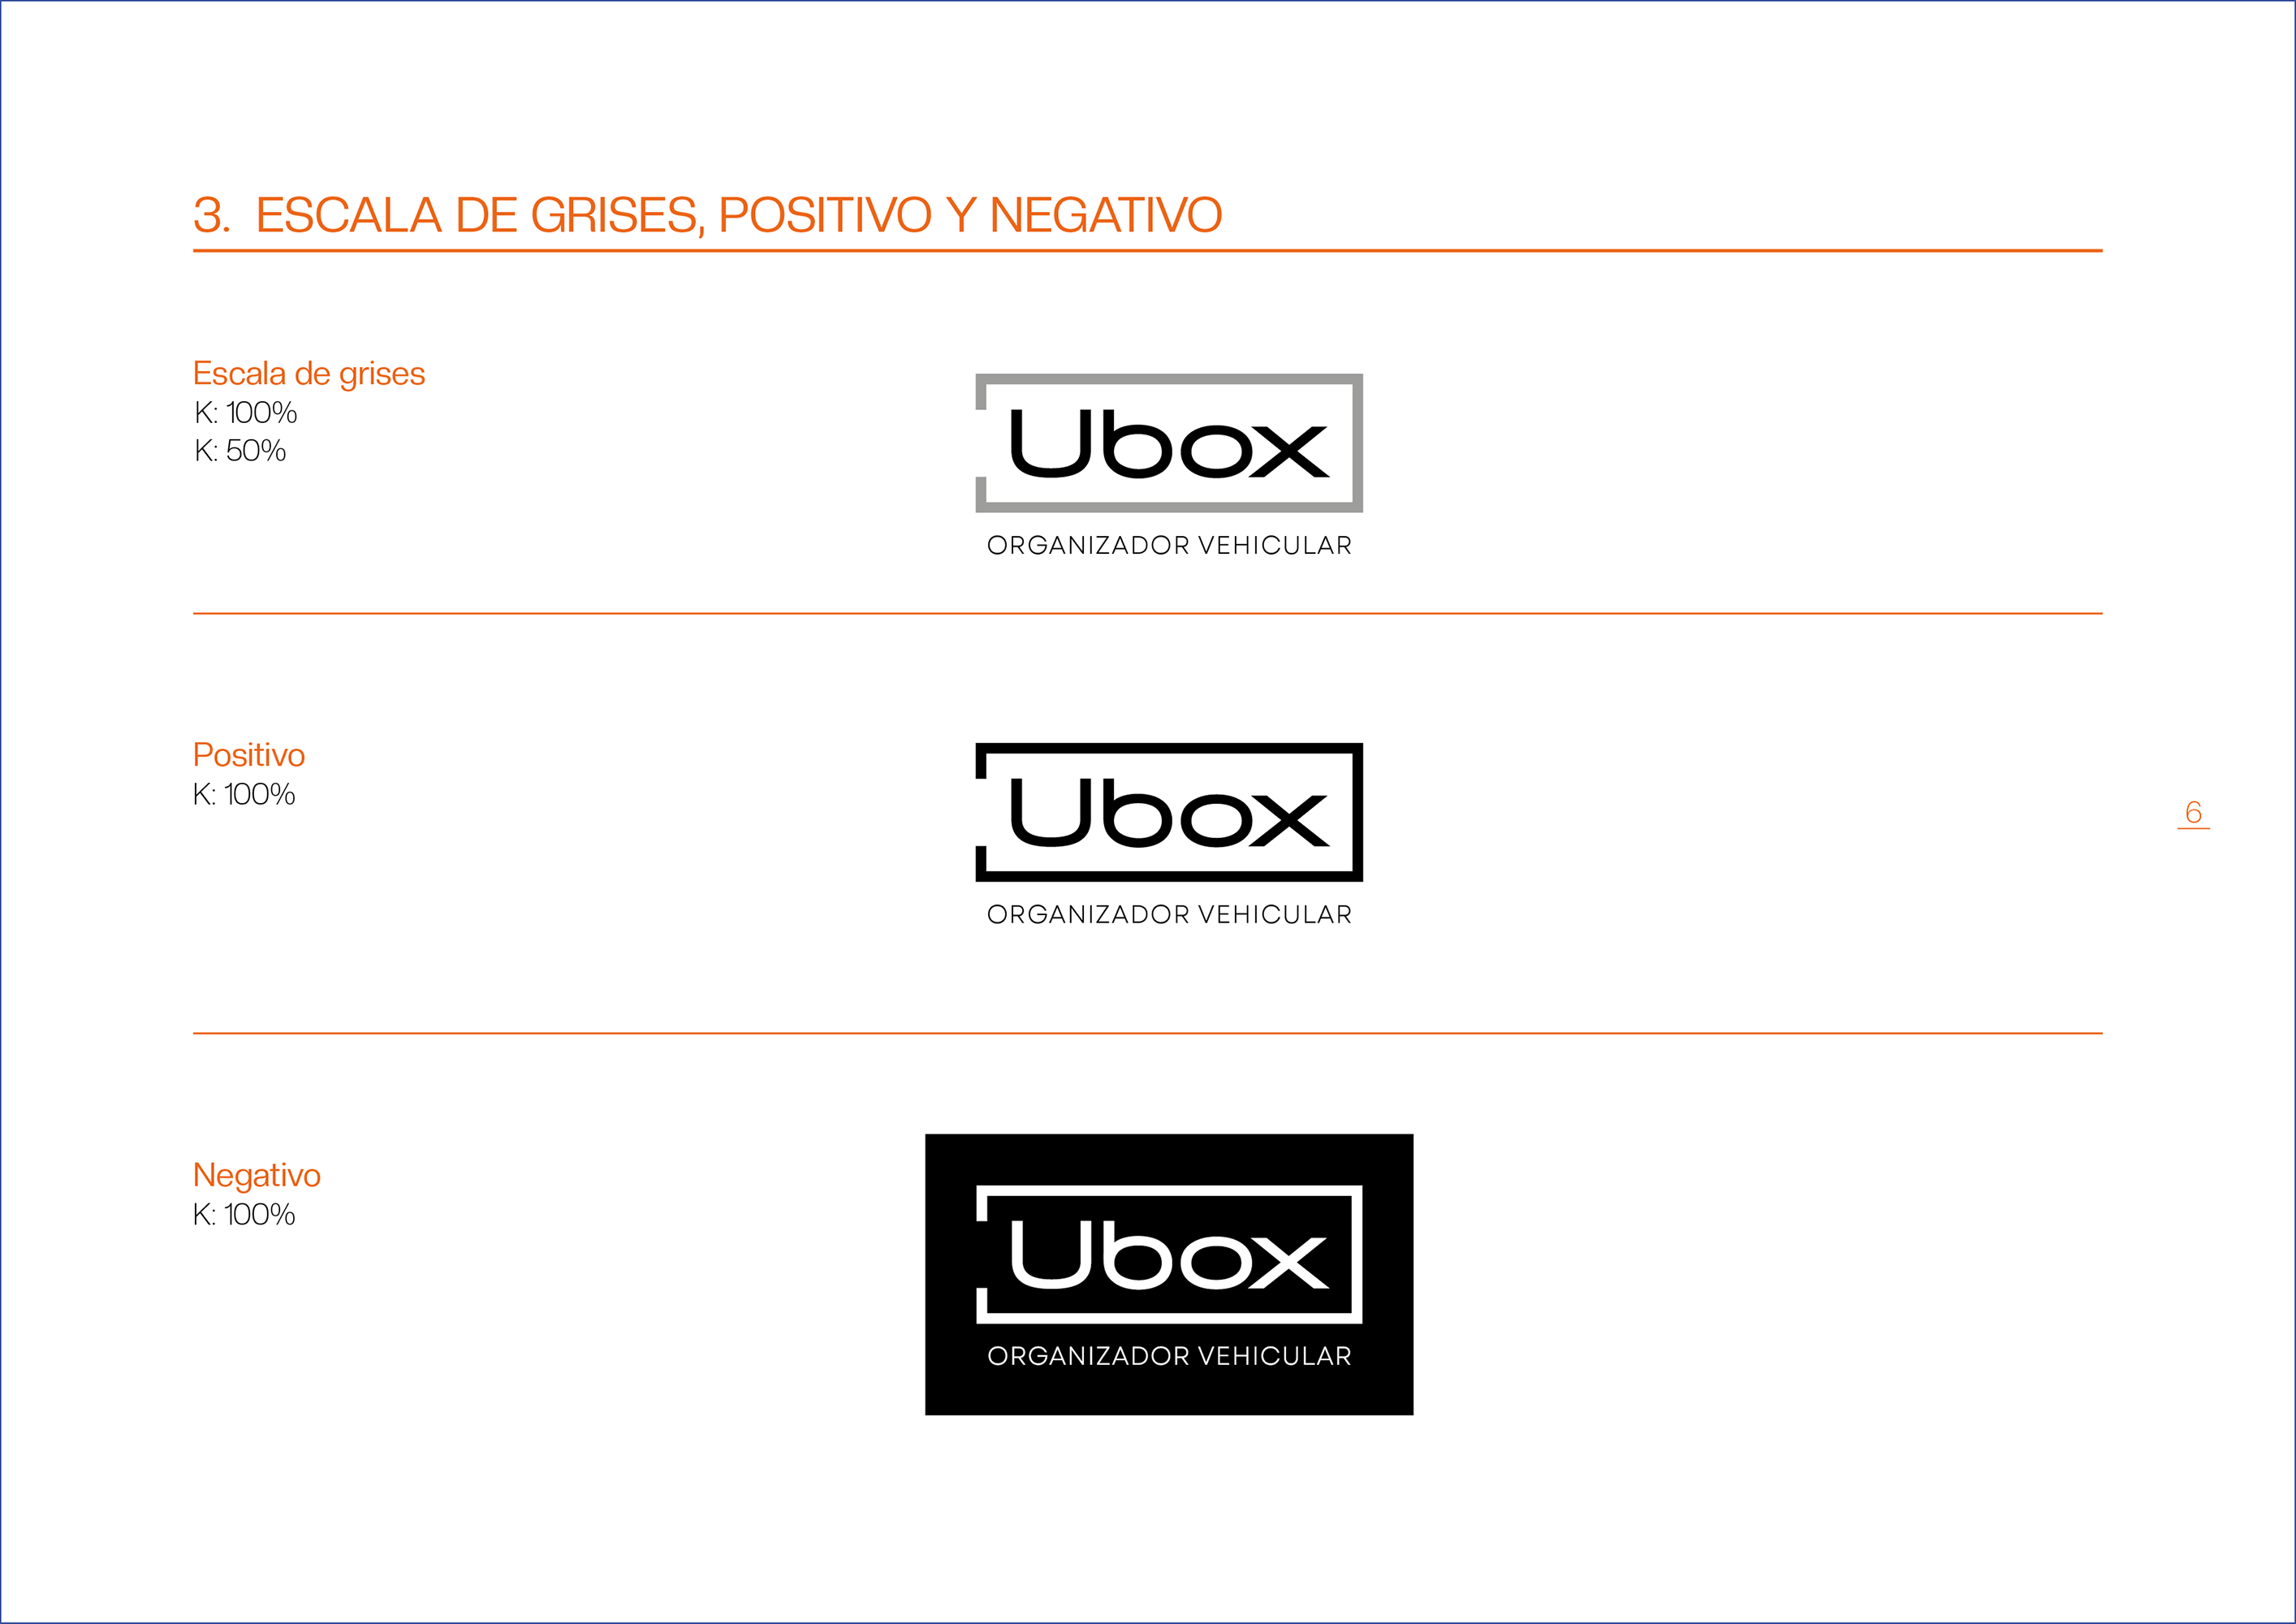 3. ESCALA DE GRISES, POSITIVO Y NEGATIVO
Escala de grises
K: 100%
K: 50%
Ubox
ORGANIZADOR VEHICULAR
Positivo
K: 100%
Ubox
ORGANIZADOR VEHICULAR
6
Negativo
K: 100%
Ubox
ORGANIZADOR VEHICULAR